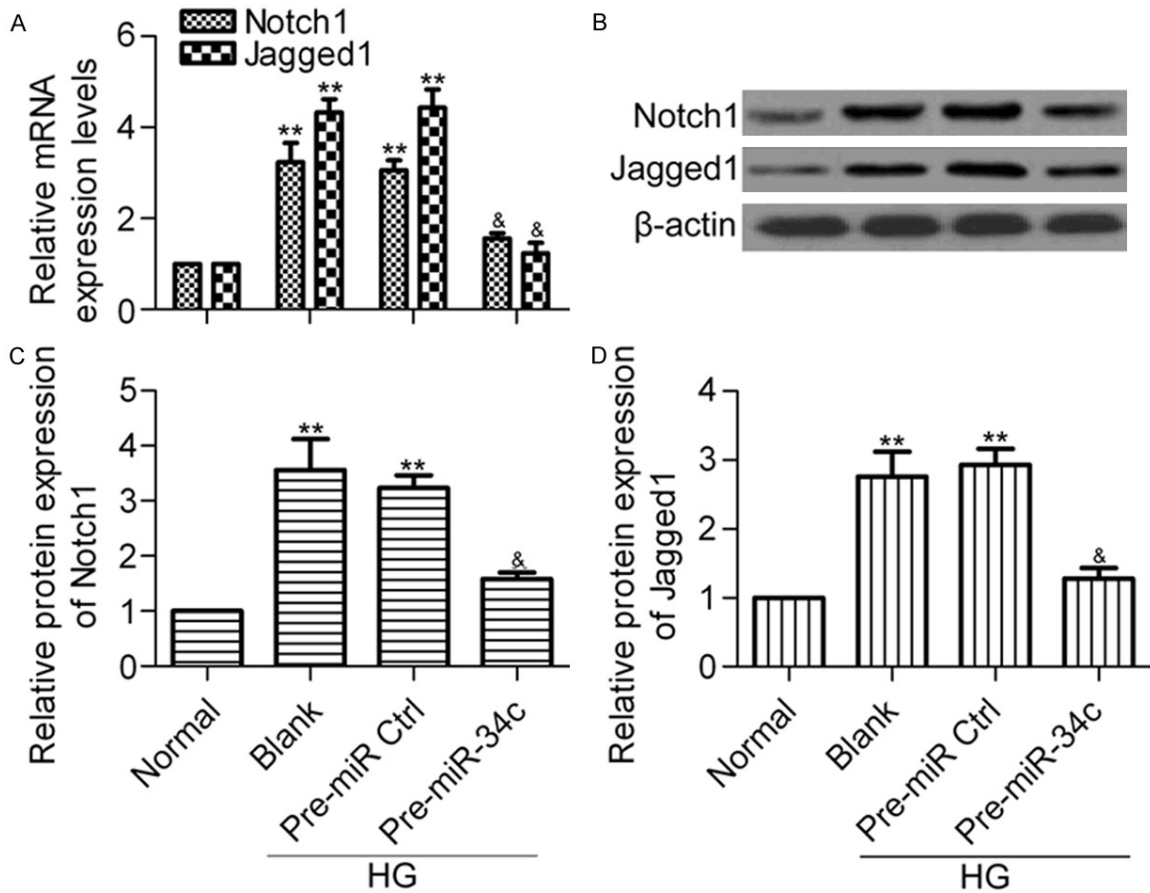 A
Relative mRNA
expression levels
6
4
2
0
Notch1
Jagged1
**
**
**
**
&
&
B
Notch1
Jagged1
β-actin
C
Relative protein expression
of Notch1
5
4
3
2
1
0
**
**
&
Normal
Blank
Pre-miR Ctrl
Pre-miR-34c
HG
D
Relative protein expression
of Jagged1
4
3
2
1
0
**
**
&
Normal
Blank
Pre-miR Ctrl
Pre-miR-34c
HG